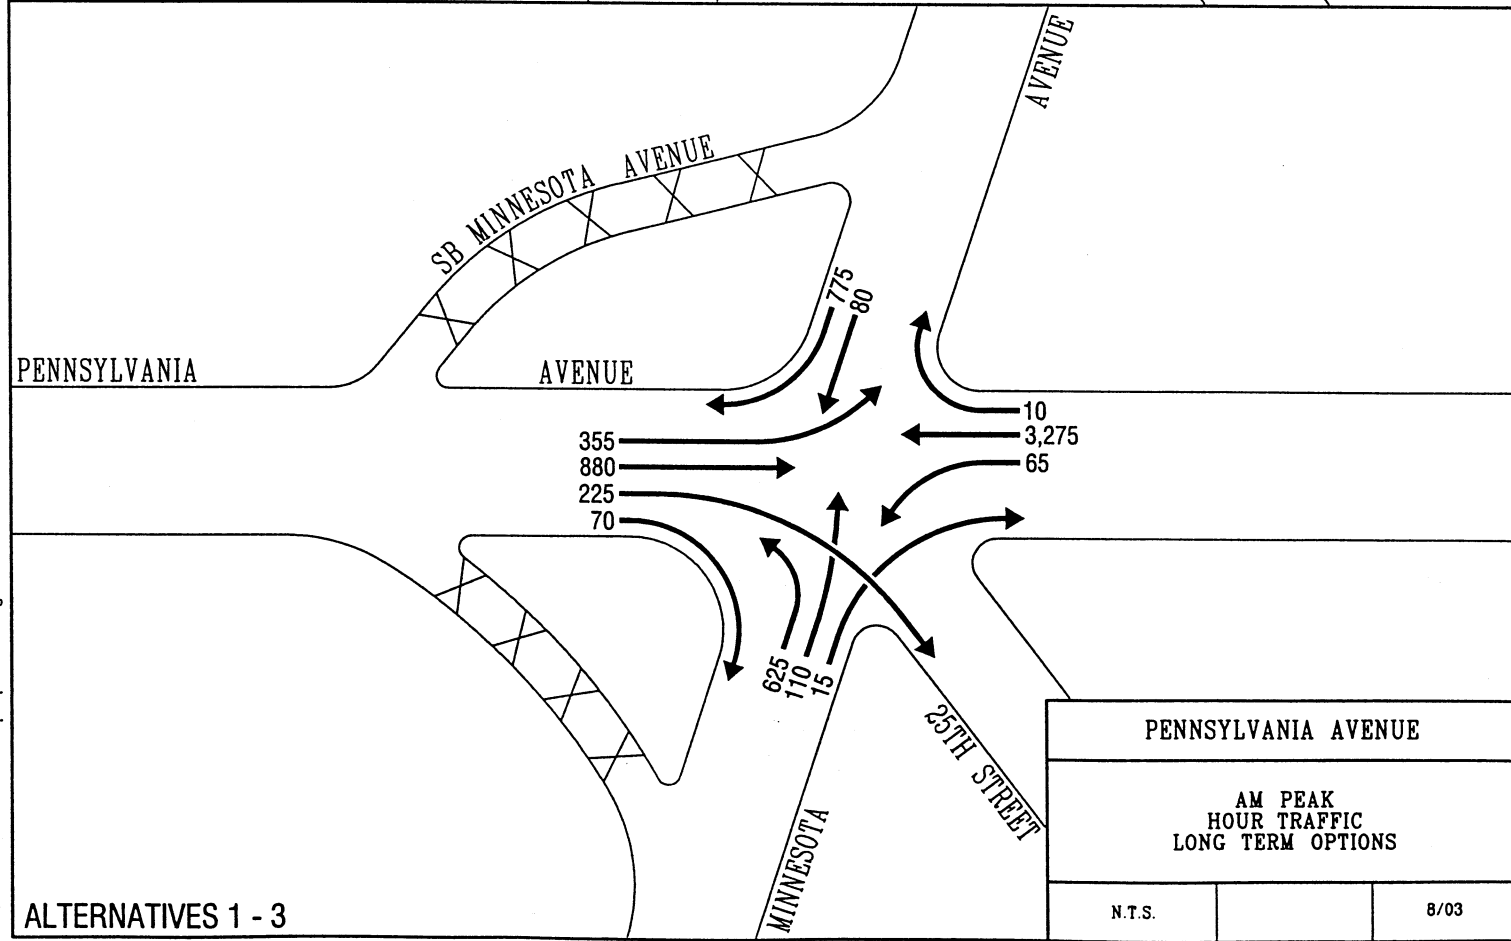 AVENUE
SB MINNESOTA AVENUE
PENNSYLVANIA AVENUE
775
80
10
3,275
65
355
880
225
70
625
110
15
25TH STREET
MINNESOTA
PENNSYLVANIA AVENUE
AM PEAK
HOUR TRAFFIC
LONG TERM OPTIONS
N.T.S.
8/03
ALTERNATIVES 1 - 3